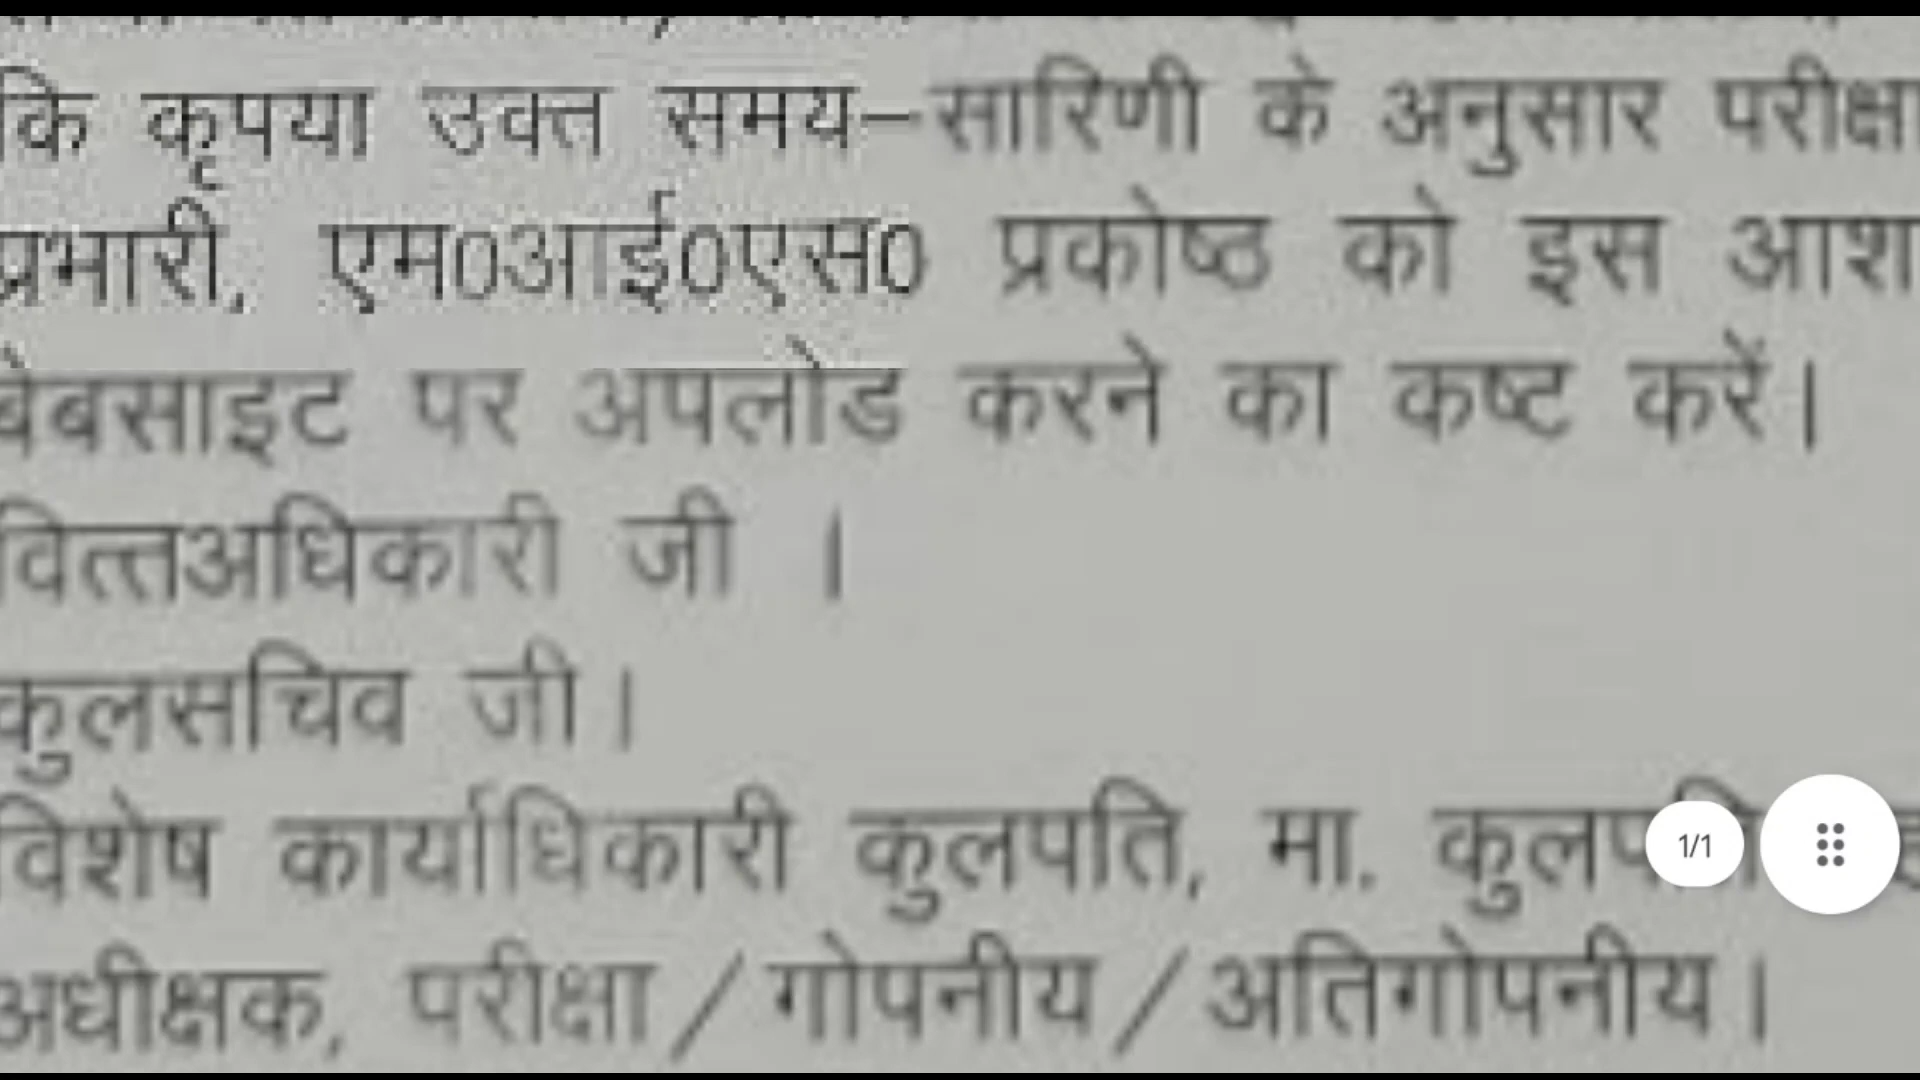 कि कृपया उक्त समय–सारिणी के अनुसार परीक्षा
प्रभारी, एम0आई0एस0 प्रकोष्ठ को इस आश
वेबसाइट पर अपलोड करने का कष्ट करें।
वित्तअधिकारी जी ।
कुलसचिव जी।
विशेष कार्याधिकारी कुलपति, मा. कुलपति
1/1
अधीक्षक, परीक्षा/गोपनीय/अतिगोपनीय।